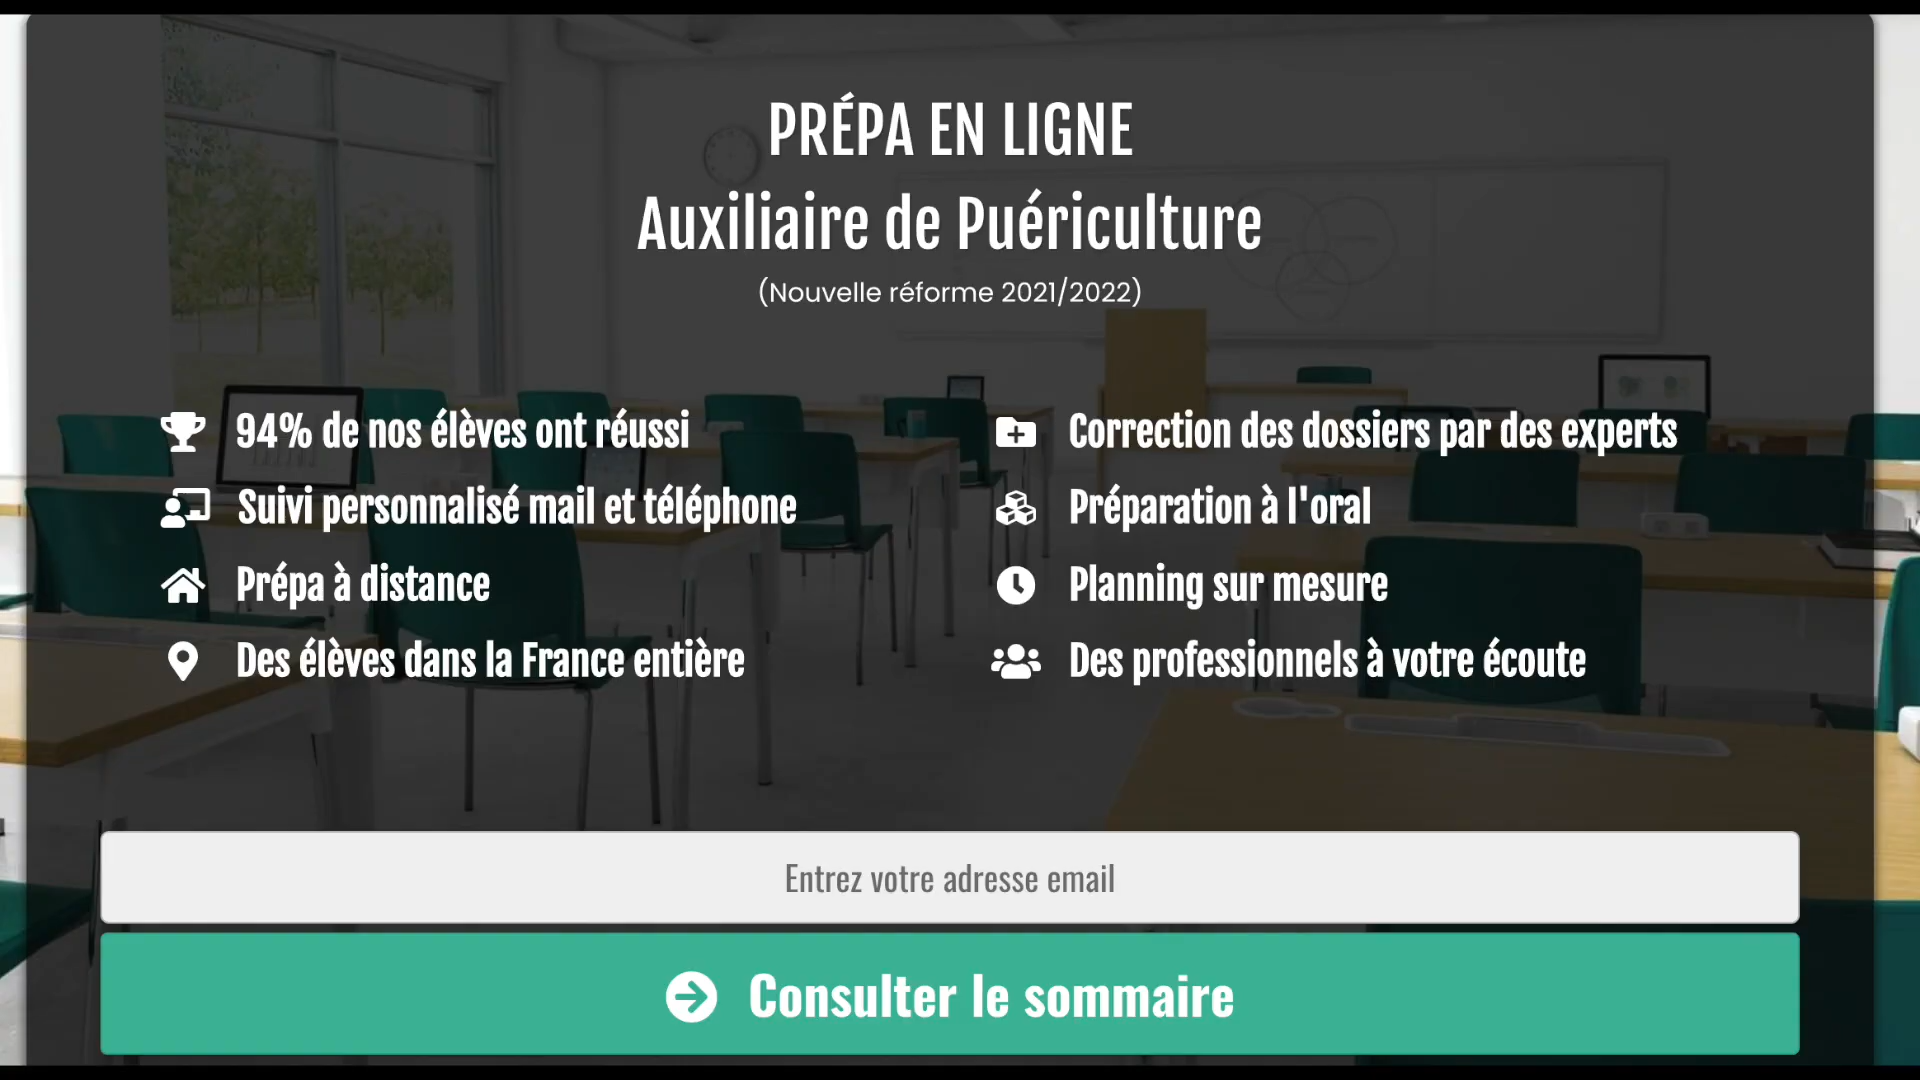 PRÉPA EN LIGNE
Auxiliaire de Puériculture
(Nouvelle réforme 2021/2022)
94% de nos élèves ont réussi
Suivi personnalisé mail et téléphone
Prépa à distance
Des élèves dans la France entière
Correction des dossiers par des experts
Préparation à l'oral
Planning sur mesure
Des professionnels à votre écoute
Entrez votre adresse email
Consulter le sommaire